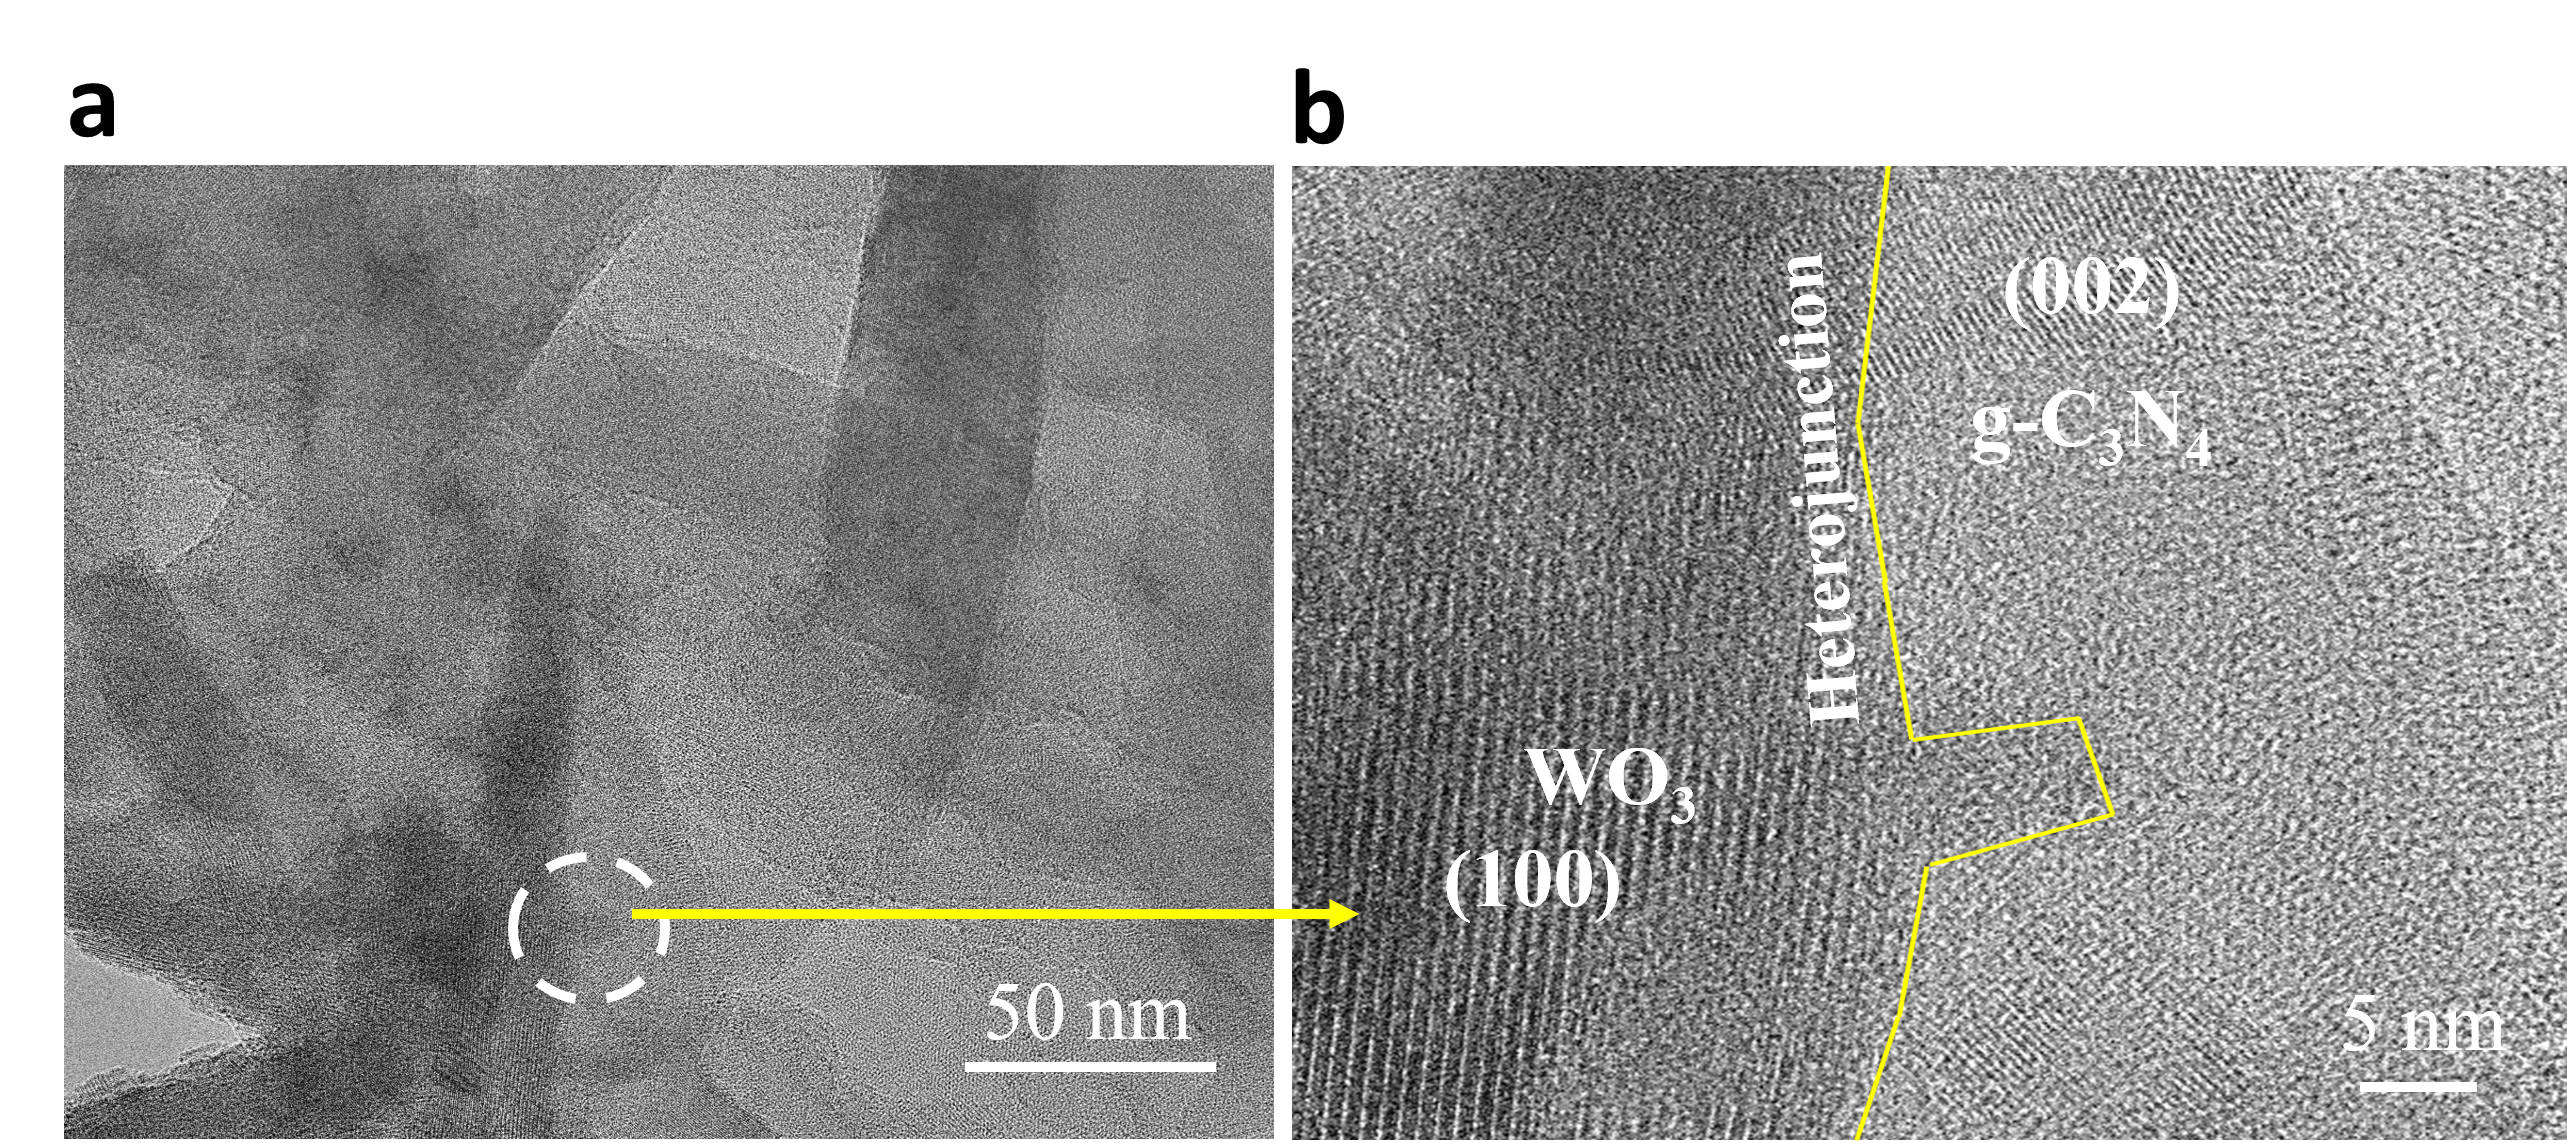 a
b
50 nm
Heterojunction
(002)
g-C₃N₄
WO₃
(100)
5 nm